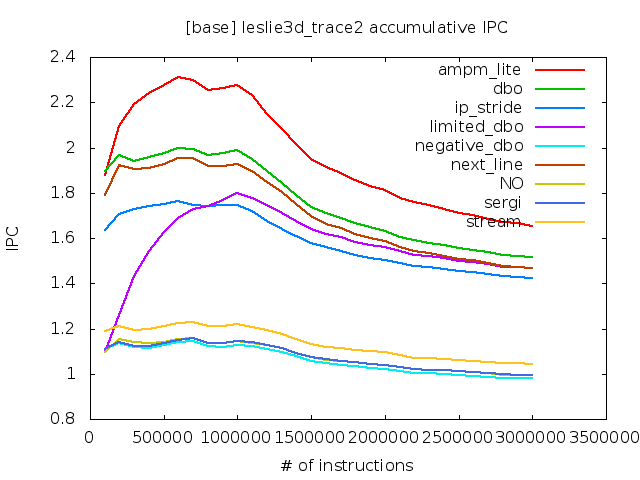 [base] leslie3d_trace2 accumulative IPC
2.4
2.2
2
1.8
1.6
1.4
1.2
1
0.8
IPC
ampm_lite
dbo
ip_stride
limited_dbo
negative_dbo
next_line
NO
sergi
stream
0 500000 1000000 1500000 2000000 2500000 3000000 3500000
# of instructions